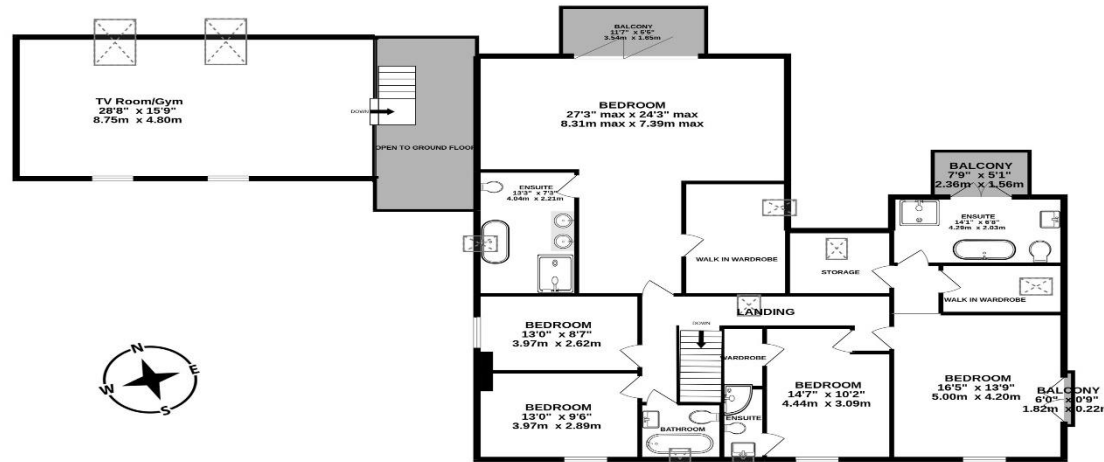 BALCONY
11'7" x 5'5"
3.54m x 1.65m
TV Room/Gym
28'8" x 15'9"
8.75m x 4.80m
DOWN
OPEN TO GROUND FLOOR
BEDROOM
27'3" max x 24'3" max
8.31m max x 7.39m max
ENSUITE
13'3" x 7'3"
4.04m x 2.21m
WALK IN WARDROBE
BALCONY
7'9" x 5'1"
2.36m x 1.56m
ENSUITE
14'1" x 6'8"
4.29m x 2.03m
STORAGE
WALK IN WARDROBE
LANDING
DOWN
BEDROOM
13'0" x 8'7"
3.97m x 2.62m
WARDROBE
BEDROOM
13'0" x 9'6"
3.97m x 2.89m
BATHROOM
ENSUITE
BEDROOM
14'7" x 10'2"
4.44m x 3.09m
BEDROOM
16'5" x 13'9"
5.00m x 4.20m
BALCONY
6'0" x 0'9"
1.82m x 0.22m
N
E
W
S